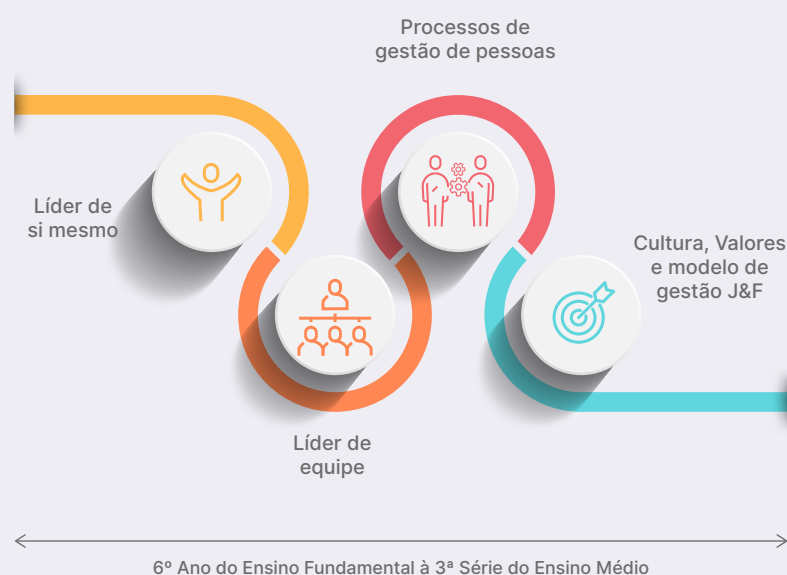 Processos de
gestão de pessoas
Líder de
si mesmo
Cultura, Valores
e modelo de
gestão J&F
Líder de
equipe
6º Ano do Ensino Fundamental à 3ª Série do Ensino Médio